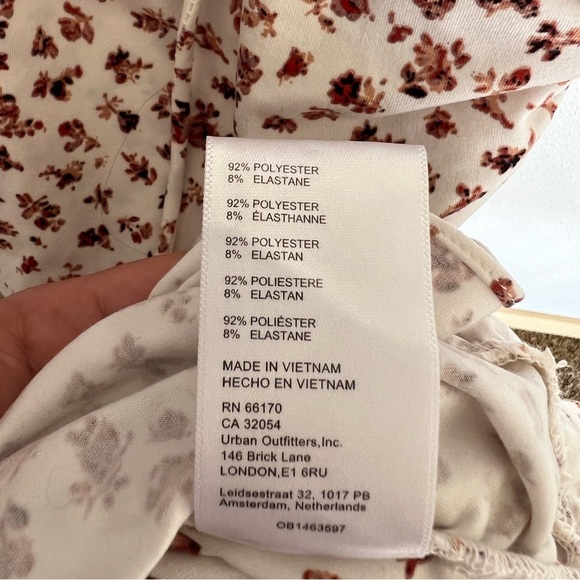 92% POLYESTER
8% ELASTANE
92% POLYESTER
8% ÉLASTHANNE
92% POLYESTER
8% ELASTAN
92% POLIESTERE
8% ELASTAN
92% POLIÉSTER
8% ELASTANE
MADE IN VIETNAM
HECHO EN VIETNAM
RN 66170
CA 32054
Urban Outfitters,Inc.
146 Brick Lane
LONDON,E1 6RU
Leidsestraat 32, 1017 PB
Amsterdam, Netherlands
OB1463597